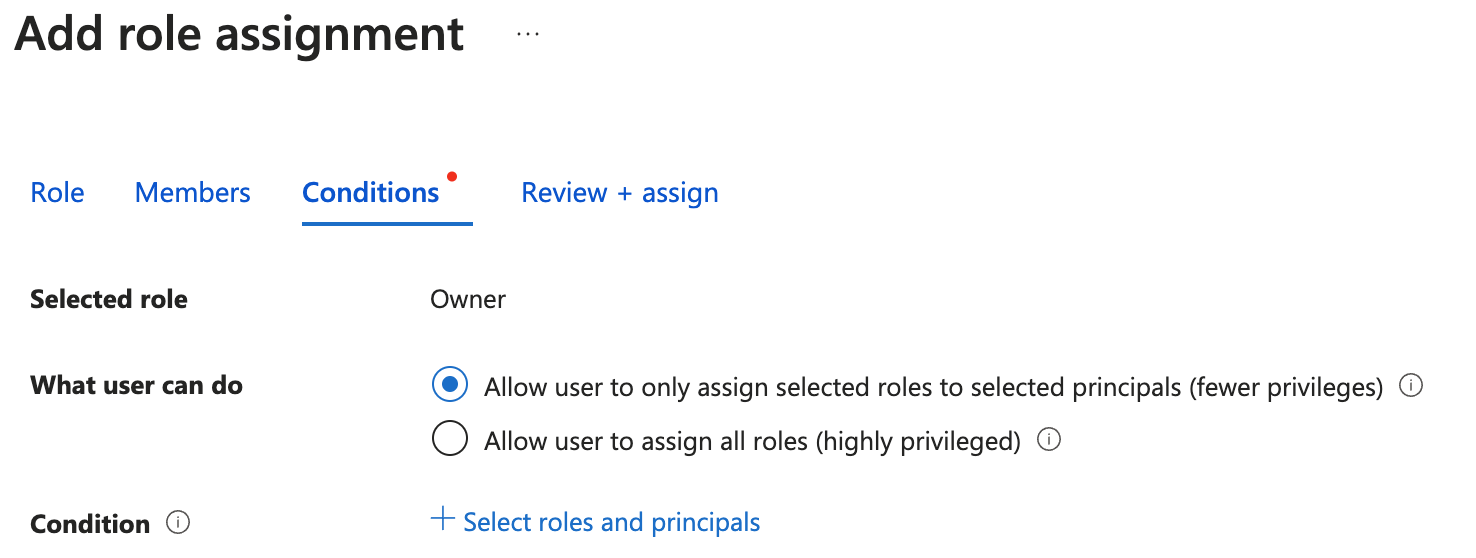 Add role assignment ...
Role Members Conditions Review + assign
Selected role Owner
What user can do Allow user to only assign selected roles to selected principals (fewer privileges)
Allow user to assign all roles (highly privileged)
Condition + Select roles and principals